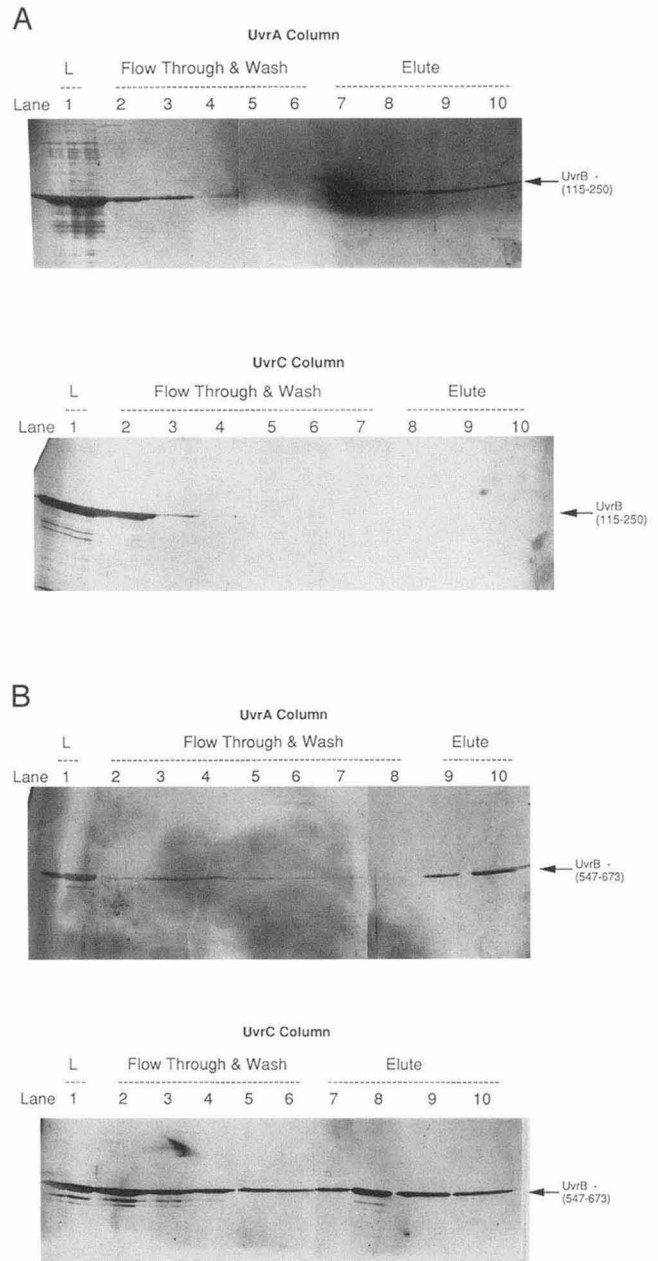 A
UvrA Column
L Flow Through & Wash Elute
Lane 1 2 3 4 5 6 7 8 9 10
UvrB -
(115-250)
UvrC Column
L Flow Through & Wash Elute
Lane 1 2 3 4 5 6 7 8 9 10
UvrB
(115-250)
B
UvrA Column
L Flow Through & Wash Elute
Lane 1 2 3 4 5 6 7 8 9 10
UvrB -
(547-673)
UvrC Column
L Flow Through & Wash Elute
Lane 1 2 3 4 5 6 7 8 9 10
UvrB -
(547-673)